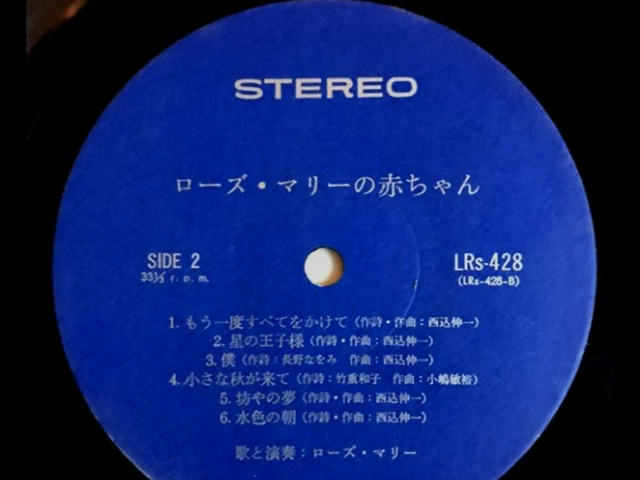 STEREO
ローズ・マリーの赤ちゃん
SIDE 2
33⅓ r. p. m.
LRs-428
(LRs-428-B)
1. もう一度すべてをかけて (作詩・作曲：西込伸一)
2. 星の王子様 (作詩・作曲：西込伸一)
3. 僕 (作詩：長野なをみ 作曲：西込伸一)
4. 小さな秋が来て (作詩：竹重和子 作曲：小嶋敏裕)
5. 坊やの夢 (作詩・作曲：西込伸一)
6. 水色の朝 (作詩・作曲：西込伸一)
歌と演奏：ローズ・マリー